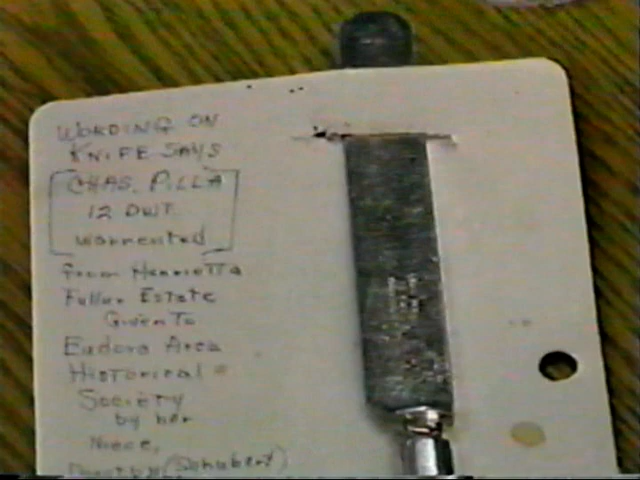 WORDING ON
KNIFE SAYS
CHAS. PILLA
12 DWT.
Warrented
from Henrietta
Fuller Estate
Given To
Eudora Area
Historical
Society
by her
Niece,
(Schubert)